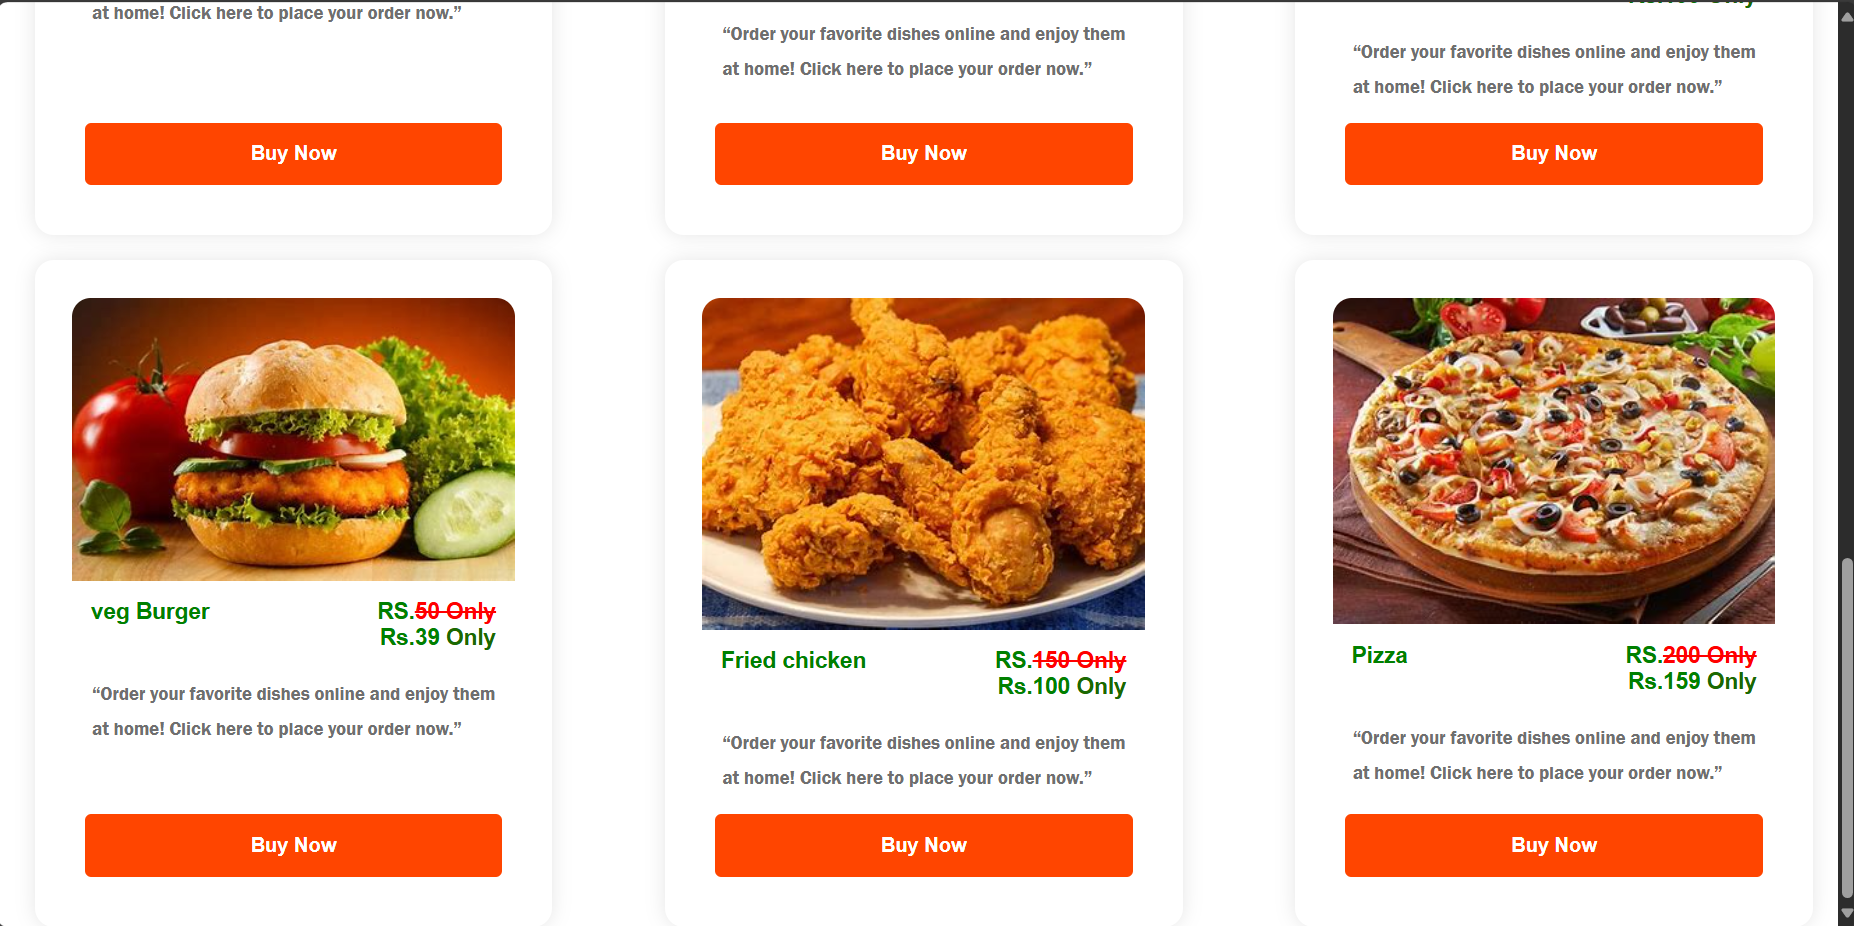 at home! Click here to place your order now.”
“Order your favorite dishes online and enjoy them
at home! Click here to place your order now.”
“Order your favorite dishes online and enjoy them
at home! Click here to place your order now.”
Buy Now
Buy Now
Buy Now
veg Burger
RS.50 Only
Rs.39 Only
“Order your favorite dishes online and enjoy them
at home! Click here to place your order now.”
Buy Now
Fried chicken
RS.150 Only
Rs.100 Only
“Order your favorite dishes online and enjoy them
at home! Click here to place your order now.”
Buy Now
Pizza
RS.200 Only
Rs.159 Only
“Order your favorite dishes online and enjoy them
at home! Click here to place your order now.”
Buy Now